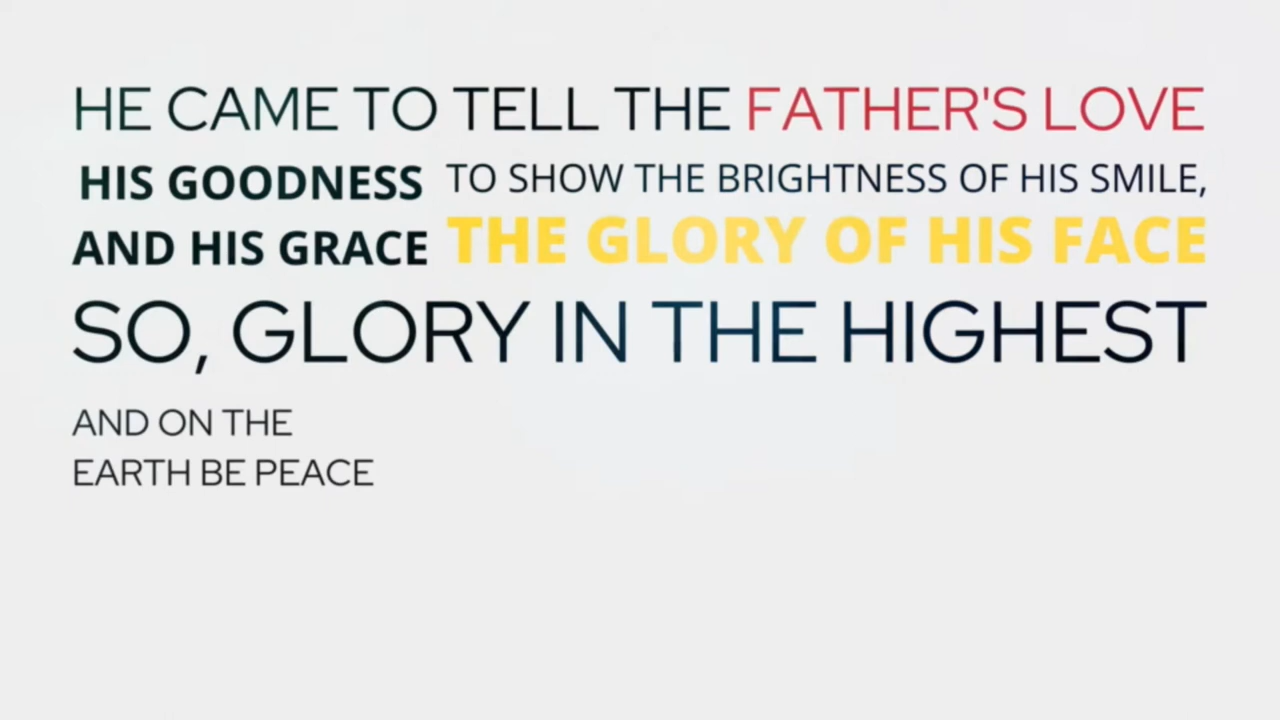 HE CAME TO TELL THE FATHER'S LOVE
HIS GOODNESS
AND HIS GRACE
TO SHOW THE BRIGHTNESS OF HIS SMILE,
THE GLORY OF HIS FACE
SO, GLORY IN THE HIGHEST
AND ON THE
EARTH BE PEACE